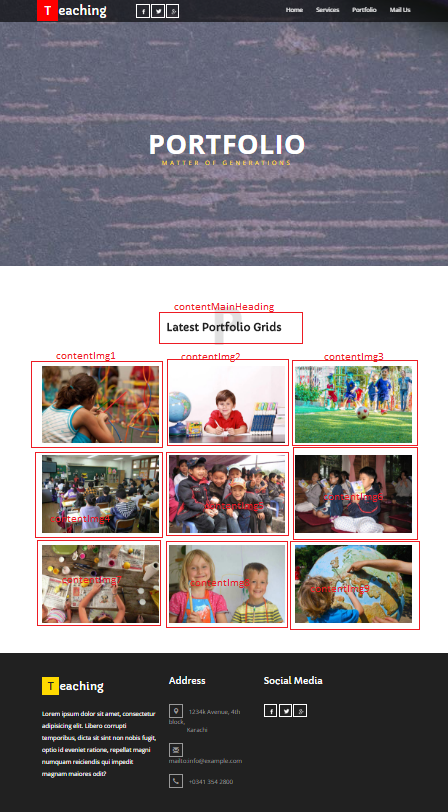 Teaching
Home Services Portfolio Mail Us
PORTFOLIO
MATTER OF GENERATIONS
contentMainHeading
Latest Portfolio Grids
contentImg1 contentImg2 contentImg3
contentImg4 contentImg5 contentImg6
contentImg7 contentImg8 contentImg9
Teaching
Lorem ipsum dolor sit amet, consectetur
adipisicing elit. Libero corrupti
temporibus, dicta sit sint non nobis fugit,
optio id eveniet ratione, repellat magni
numquam reiciendis qui impedit
magnam maiores odit?
Address
1234k Avenue, 4th
block,
Karachi
mailto:info@example.com
+0341 354 2800
Social Media